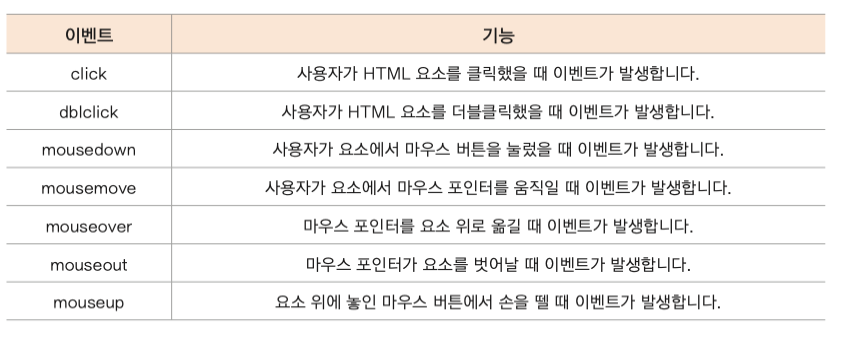 이벤트 기능
click 사용자가 HTML 요소를 클릭했을 때 이벤트가 발생합니다.
dblclick 사용자가 HTML 요소를 더블클릭했을 때 이벤트가 발생합니다.
mousedown 사용자가 요소에서 마우스 버튼을 눌렀을 때 이벤트가 발생합니다.
mousemove 사용자가 요소에서 마우스 포인터를 움직일 때 이벤트가 발생합니다.
mouseover 마우스 포인터를 요소 위로 옮길 때 이벤트가 발생합니다.
mouseout 마우스 포인터가 요소를 벗어날 때 이벤트가 발생합니다.
mouseup 요소 위에 놓인 마우스 버튼에서 손을 뗄 때 이벤트가 발생합니다.